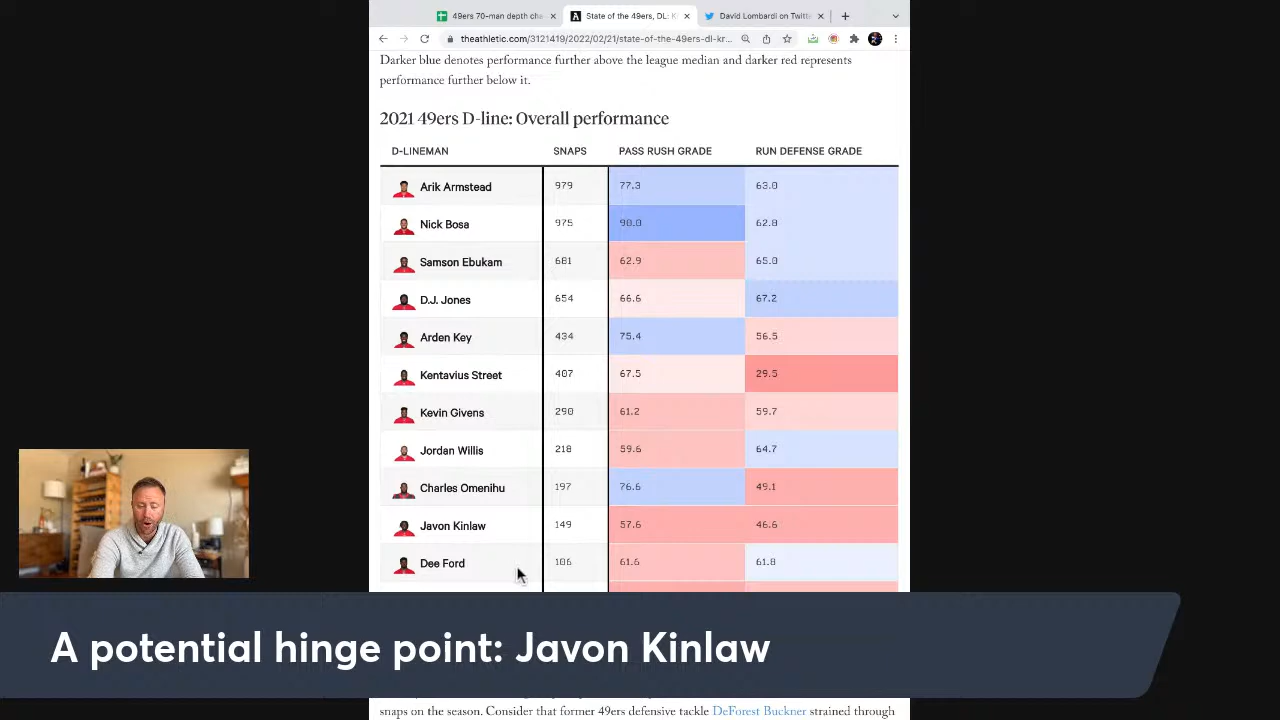 49ers 70-man depth cha
State of the 49ers, DL: K
David Lombardi on Twitte
theathletic.com/3121419/2022/02/21/state-of-the-49ers-dl-kr...
Darker blue denotes performance further above the league median and darker red represents
performance further below it.
2021 49ers D-line: Overall performance
D-LINEMAN SNAPS PASS RUSH GRADE RUN DEFENSE GRADE
Arik Armstead 979 77.3 63.0
Nick Bosa 975 90.0 62.8
Samson Ebukam 681 62.9 65.0
D.J. Jones 654 66.6 67.2
Arden Key 434 75.4 56.5
Kentavius Street 407 67.5 29.5
Kevin Givens 290 61.2 59.7
Jordan Willis 218 59.6 64.7
Charles Omenihu 197 76.6 49.1
Javon Kinlaw 149 57.6 46.6
Dee Ford 106 61.6 61.8
A potential hinge point: Javon Kinlaw
snaps on the season. Consider that former 49ers defensive tackle DeForest Buckner strained through